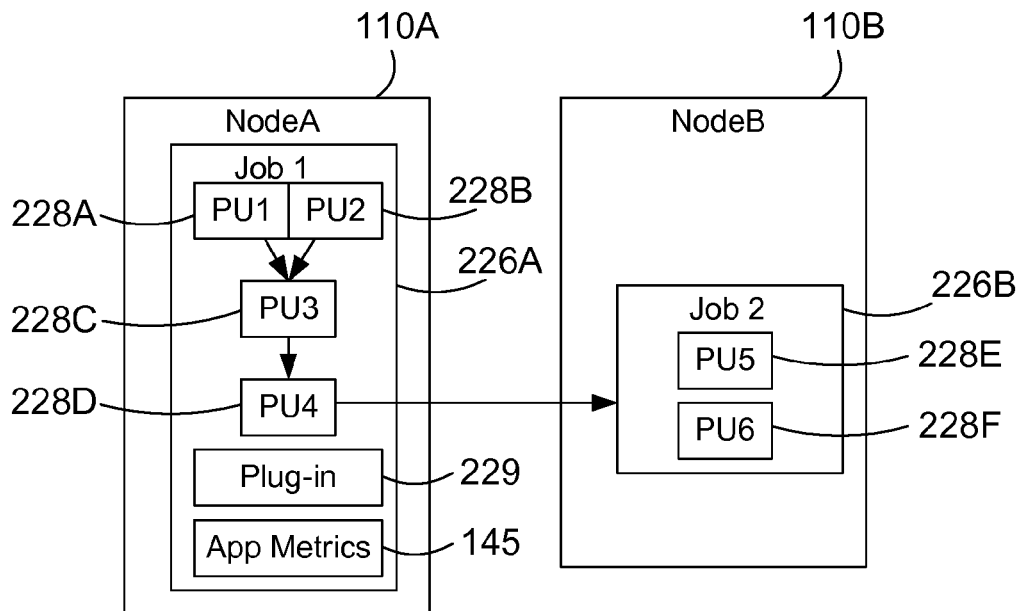 110A
110B
NodeA
NodeB
Job 1
228A
PU1
PU2
228B
226A
226B
228C
PU3
Job 2
PU5
228E
228D
PU4
PU6
228F
Plug-in
229
App Metrics
145